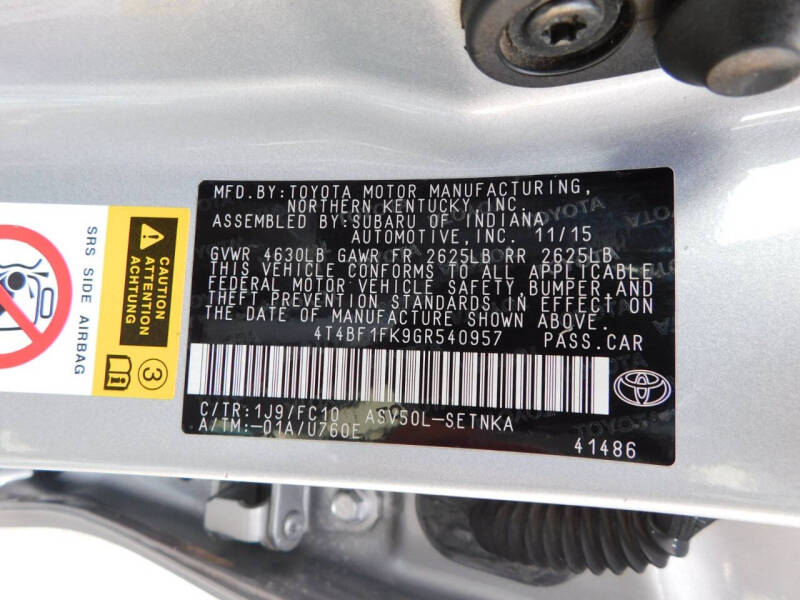 MFD.BY:TOYOTA MOTOR MANUFACTURING,
NORTHERN KENTUCKY, INC.
ASSEMBLED BY:SUBARU OF INDIANA
AUTOMOTIVE,INC. 11/15
GVWR 4630LB GAWR FR 2625LB RR 2625LB
THIS VEHICLE CONFORMS TO ALL APPLICABLE
FEDERAL MOTOR VEHICLE SAFETY,BUMPER AND
THEFT PREVENTION STANDARDS IN EFFECT ON
THE DATE OF MANUFACTURE SHOWN ABOVE.
4T4BF1FK9GR540957 PASS.CAR
C/TR:1J9/FC10 ASV50L-SETNKA
A/TM:-01A/U760E
41486
SRS SIDE AIRBAG
CAUTION
ATTENTION
ACHTUNG
3